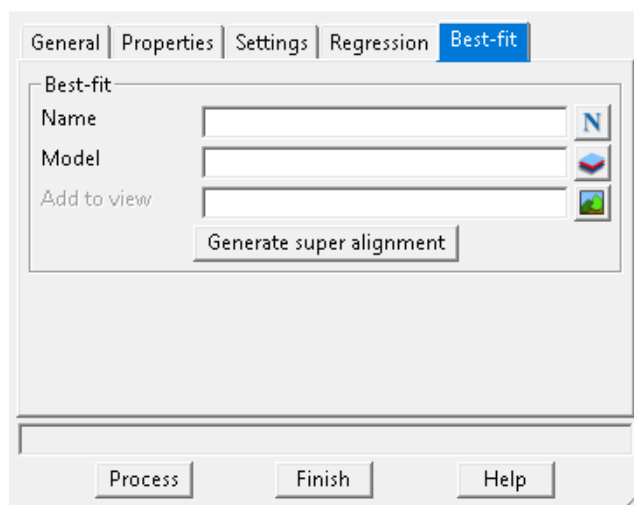 General Properties Settings Regression Best-fit
Best-fit
Name N
Model
Add to view
Generate super alignment
Process Finish Help